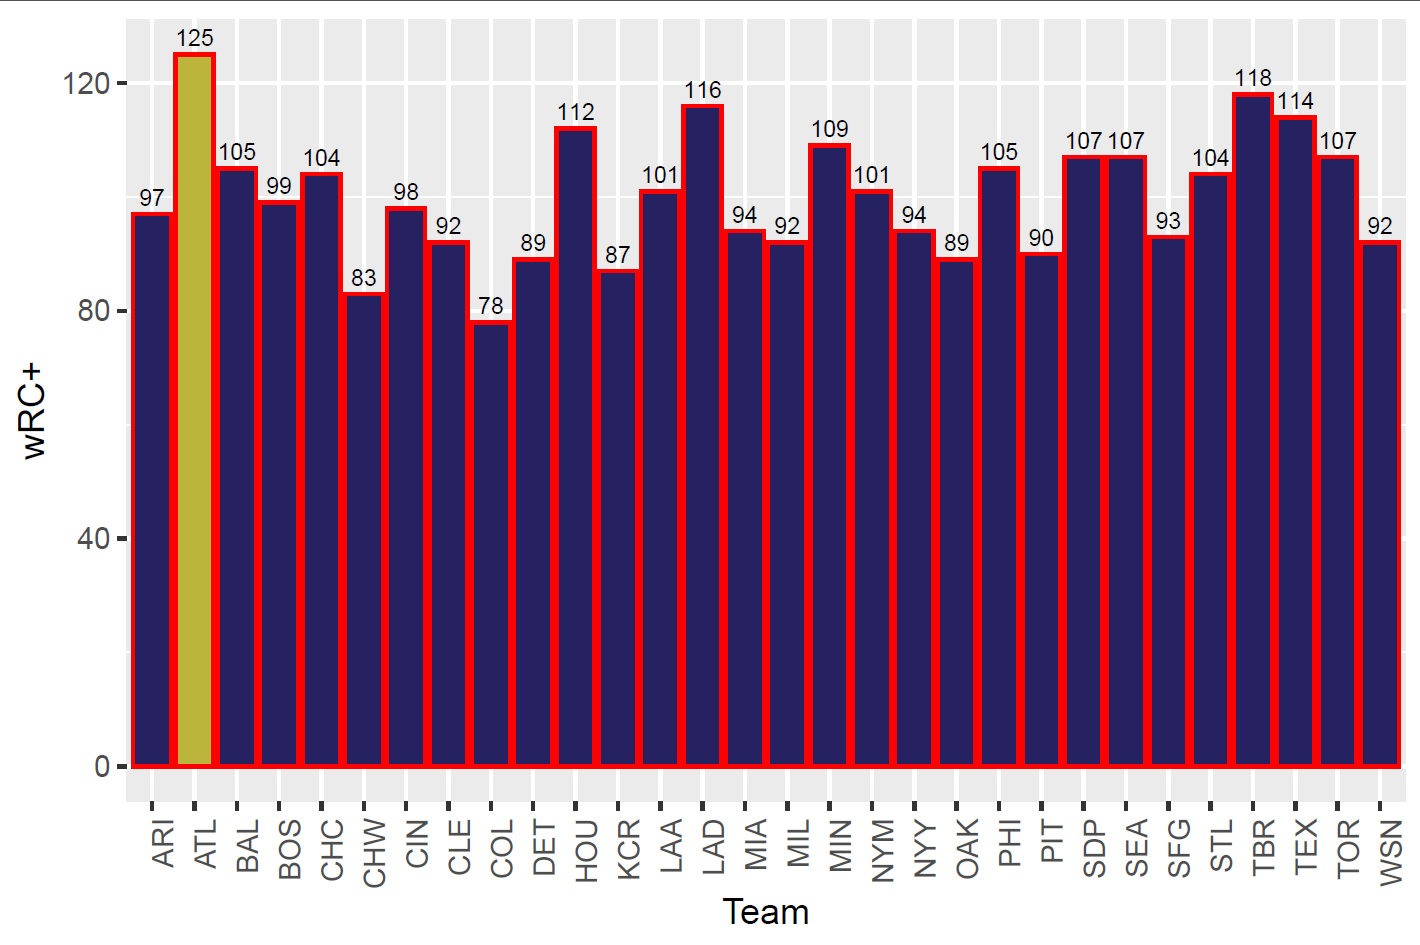 125
118
120
116
114
112
109
107 107
107
105
105
104
104
101
101
99
98
97
94
94
93
92
92
92
90
89
89
87
83
80
78
wRC+
40
0
ARI
ATL
BAL
BOS
CHC
CHW
CIN
CLE
COL
DET
HOU
KCR
LAA
LAD
MIA
MIL
MIN
NYM
NYY
OAK
PHI
PIT
SDP
SEA
SFG
STL
TBR
TEX
TOR
WSN
Team